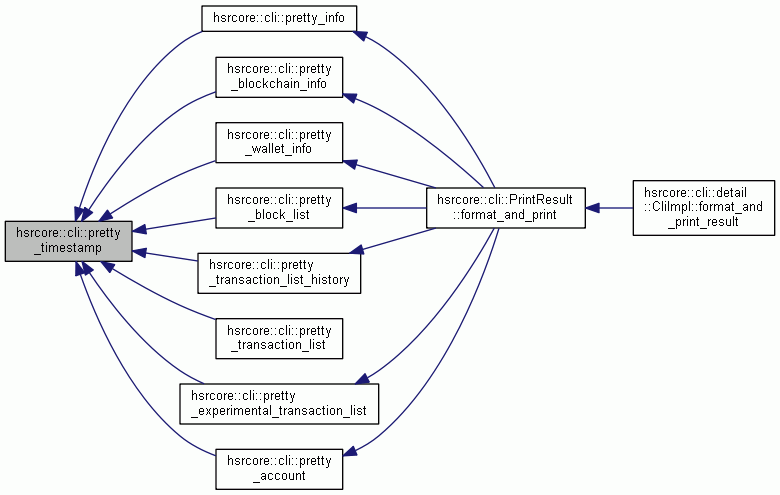 hsrcore::cli::pretty_info
hsrcore::cli::pretty
_blockchain_info
hsrcore::cli::pretty
_wallet_info
hsrcore::cli::pretty
_block_list
hsrcore::cli::PrintResult
::format_and_print
hsrcore::cli::detail
::CliImpl::format_and
_print_result
hsrcore::cli::pretty
_timestamp
hsrcore::cli::pretty
_transaction_list_history
hsrcore::cli::pretty
_transaction_list
hsrcore::cli::pretty
_experimental_transaction_list
hsrcore::cli::pretty
_account